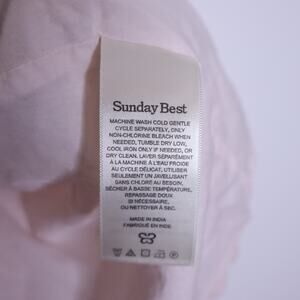 Sunday Best
MACHINE WASH COLD GENTLE
CYCLE SEPARATELY, ONLY
NON-CHLORINE BLEACH WHEN
NEEDED, TUMBLE DRY LOW,
COOL IRON ONLY IF NEEDED, OR
DRY CLEAN. LAVER SÉPARÉMENT
À LA MACHINE À L'EAU FROIDE
AU CYCLE DÉLICAT, UTILISER
SEULEMENT UN JAVELLISANT
SANS CHLORE AU BESOIN,
SÉCHER À BASSE TEMPÉRATURE,
REPASSAGE DOUX
SI NÉCESSAIRE,
OU NETTOYER À SEC.
MADE IN INDIA
FABRIQUÉ EN INDE